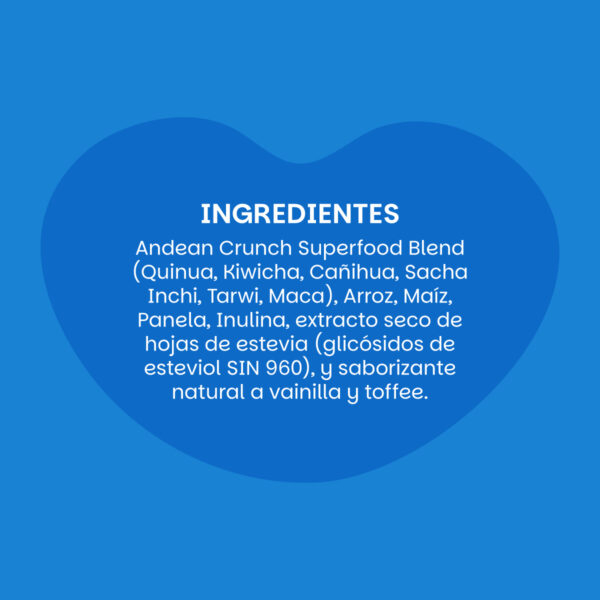 INGREDIENTES
Andean Crunch Superfood Blend
(Quinua, Kiwicha, Cañihua, Sacha
Inchi, Tarwi, Maca), Arroz, Maíz,
Panela, Inulina, extracto seco de
hojas de estevia (glicósidos de
esteviol SIN 960), y saborizante
natural a vainilla y toffee.